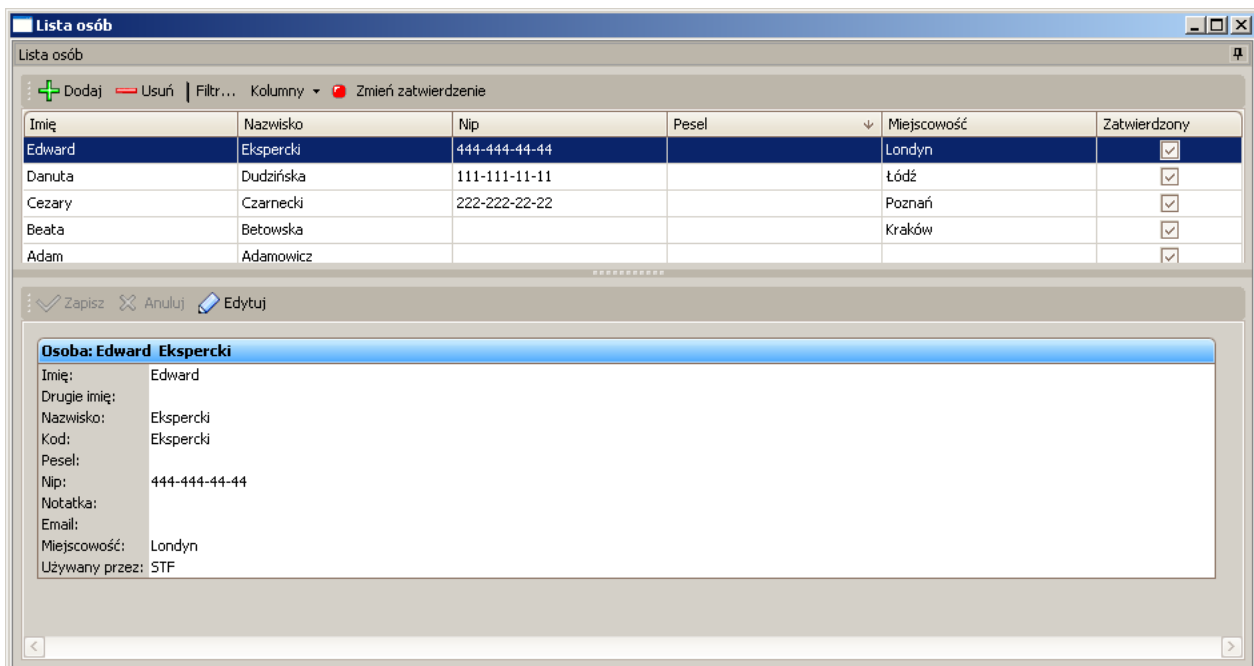 Lista osób
Lista osób
Dodaj Usuń Filtr... Kolumny Zmień zatwierdzenie
Imię Nazwisko Nip Pesel Miejscowość Zatwierdzony
Edward Ekspercki 444-444-44-44 Londyn
Danuta Dudzińska 111-111-11-11 Łódź
Cezary Czarnecki 222-222-22-22 Poznań
Beata Betowska Kraków
Adam Adamowicz
Zapisz Anuluj Edytuj
Osoba: Edward Ekspercki
Imię: Edward
Drugie imię:
Nazwisko: Ekspercki
Kod: Ekspercki
Pesel:
Nip: 444-444-44-44
Notatka:
Email:
Miejscowość: Londyn
Używany przez: STF